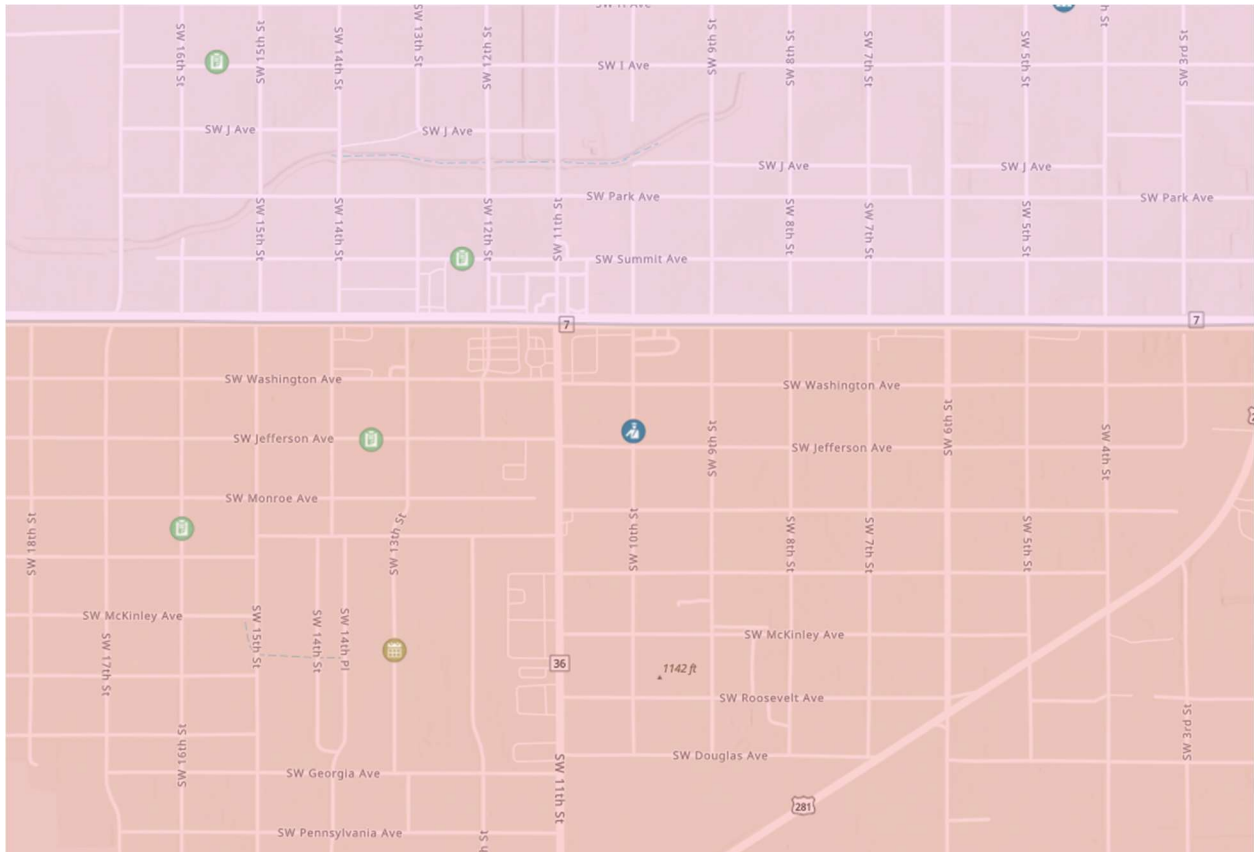 SW 16th St
SW 15th St
SW 14th St
SW 13th St
SW 12th St
SW 9th St
SW 8th St
SW 7th St
SW 5th St
SW 3rd St
SW I Ave
SW J Ave
SW J Ave
SW J Ave
SW J Ave
SW Park Ave
SW Park Ave
SW 15th St
SW 14th St
SW 12th St
SW 11th St
SW 8th St
SW 7th St
SW 5th St
SW Summit Ave
7
7
SW Washington Ave
SW Washington Ave
SW Jefferson Ave
SW Jefferson Ave
SW 9th St
SW 6th St
SW 4th St
SW Monroe Ave
SW 18th St
SW 13th St
SW 10th St
SW 8th St
SW 7th St
SW 5th St
SW McKinley Ave
SW McKinley Ave
SW 17th St
SW 15th St
SW 14th St
SW 14th Pl
36
1142 ft
SW Roosevelt Ave
SW 16th St
SW Douglas Ave
SW 3rd St
SW Georgia Ave
SW 11th St
281
SW Pennsylvania Ave